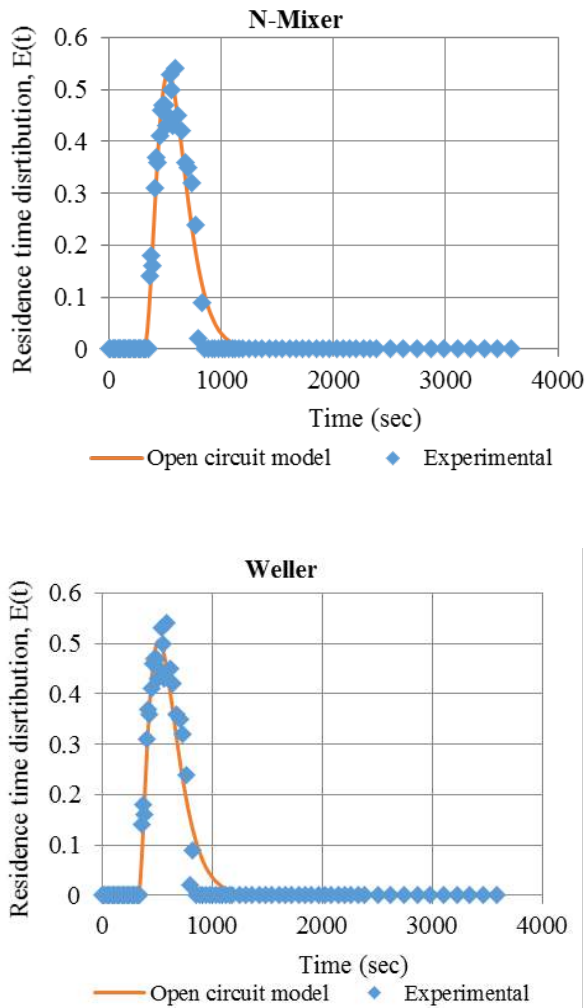 N-Mixer
0.6
0.5
0.4
0.3
0.2
0.1
0
Residence time disrtibution, E(t)
0 1000 2000 3000 4000
Time (sec)
Open circuit model Experimental
Weller
0.6
0.5
0.4
0.3
0.2
0.1
0
Residence time disrtibution, E(t)
0 1000 2000 3000 4000
Time (sec)
Open circuit model Experimental